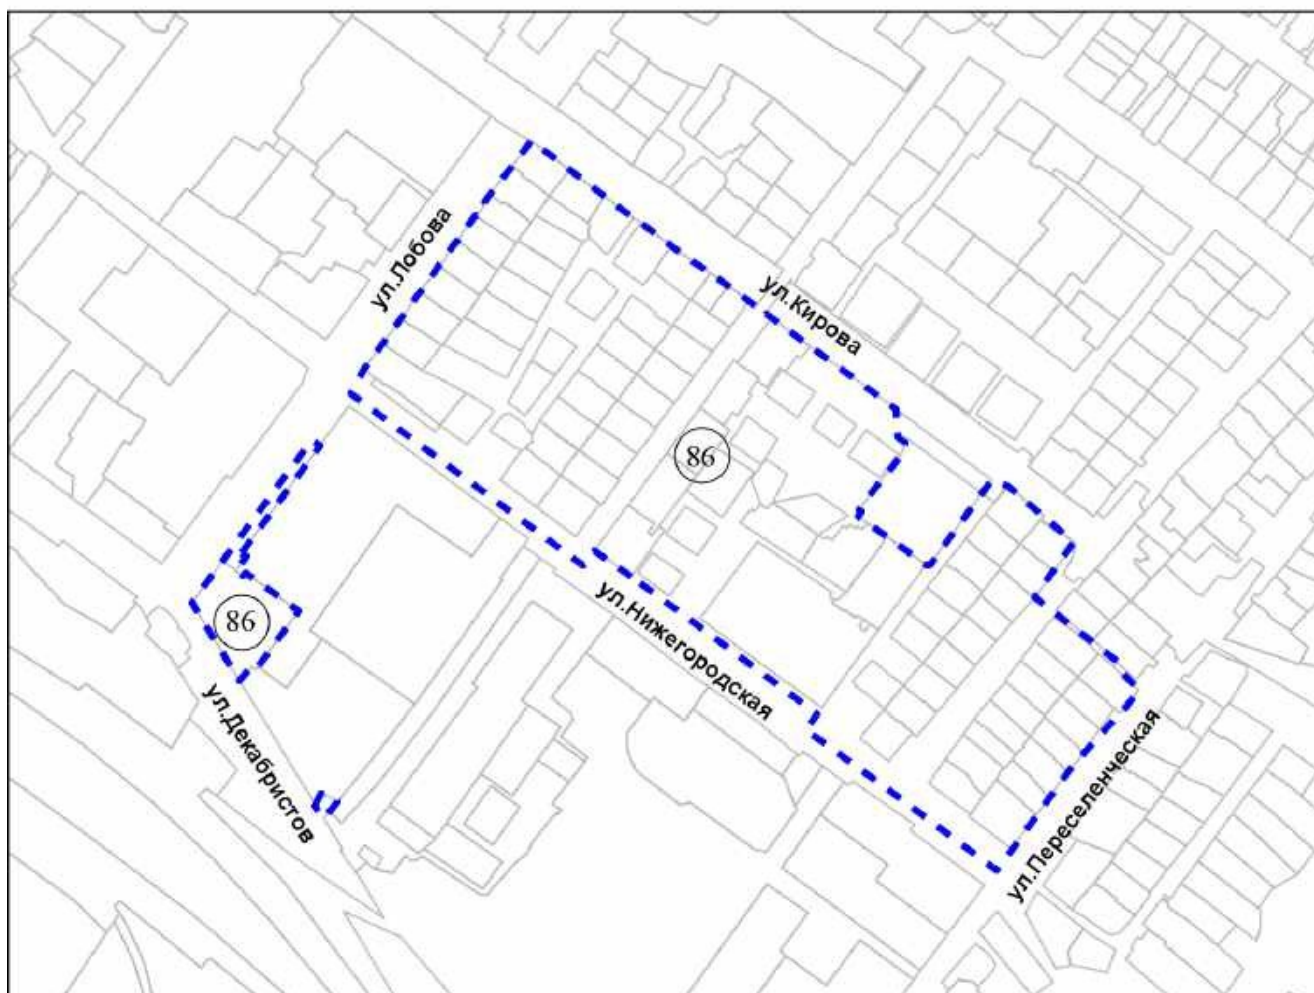 ул.Лобова
ул.Кирова
86
ул.Нижегородская
86
ул.Декабристов
ул.Переселенческая